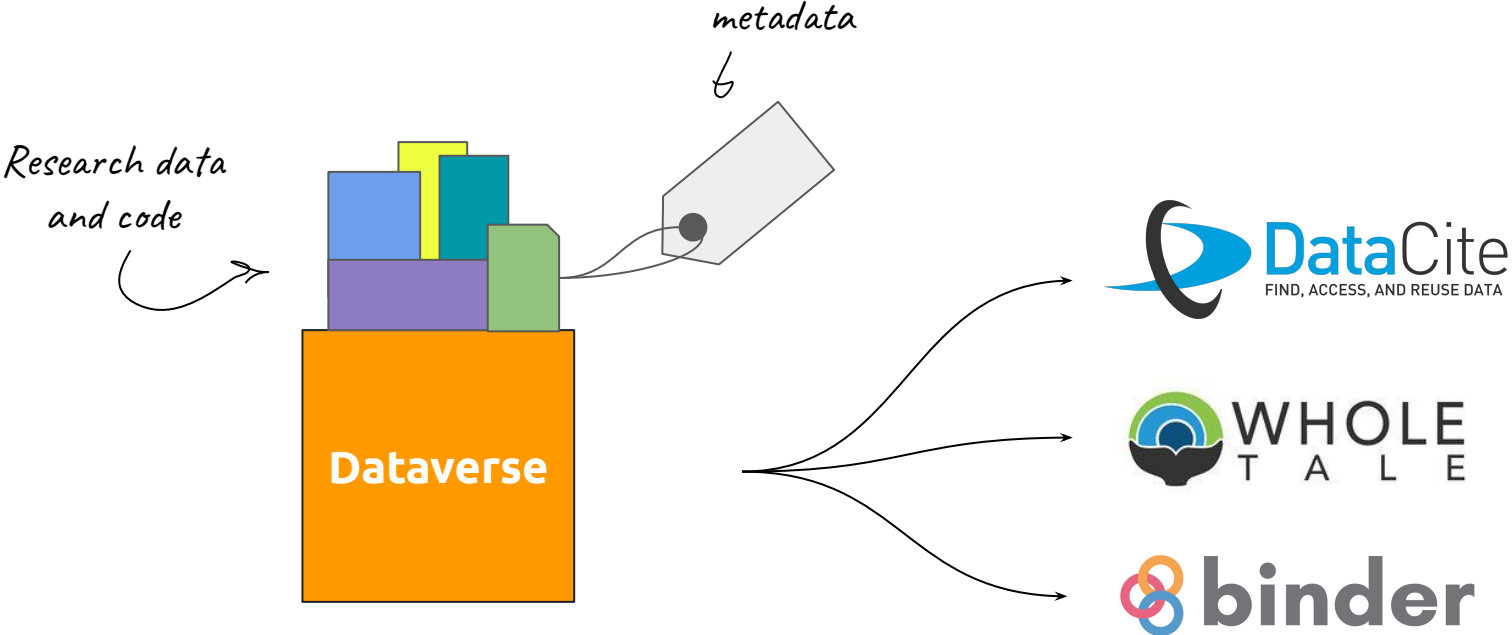 metadata
Research data
and code
Dataverse
DataCite
FIND, ACCESS, AND REUSE DATA
WHOLE
TALE
binder